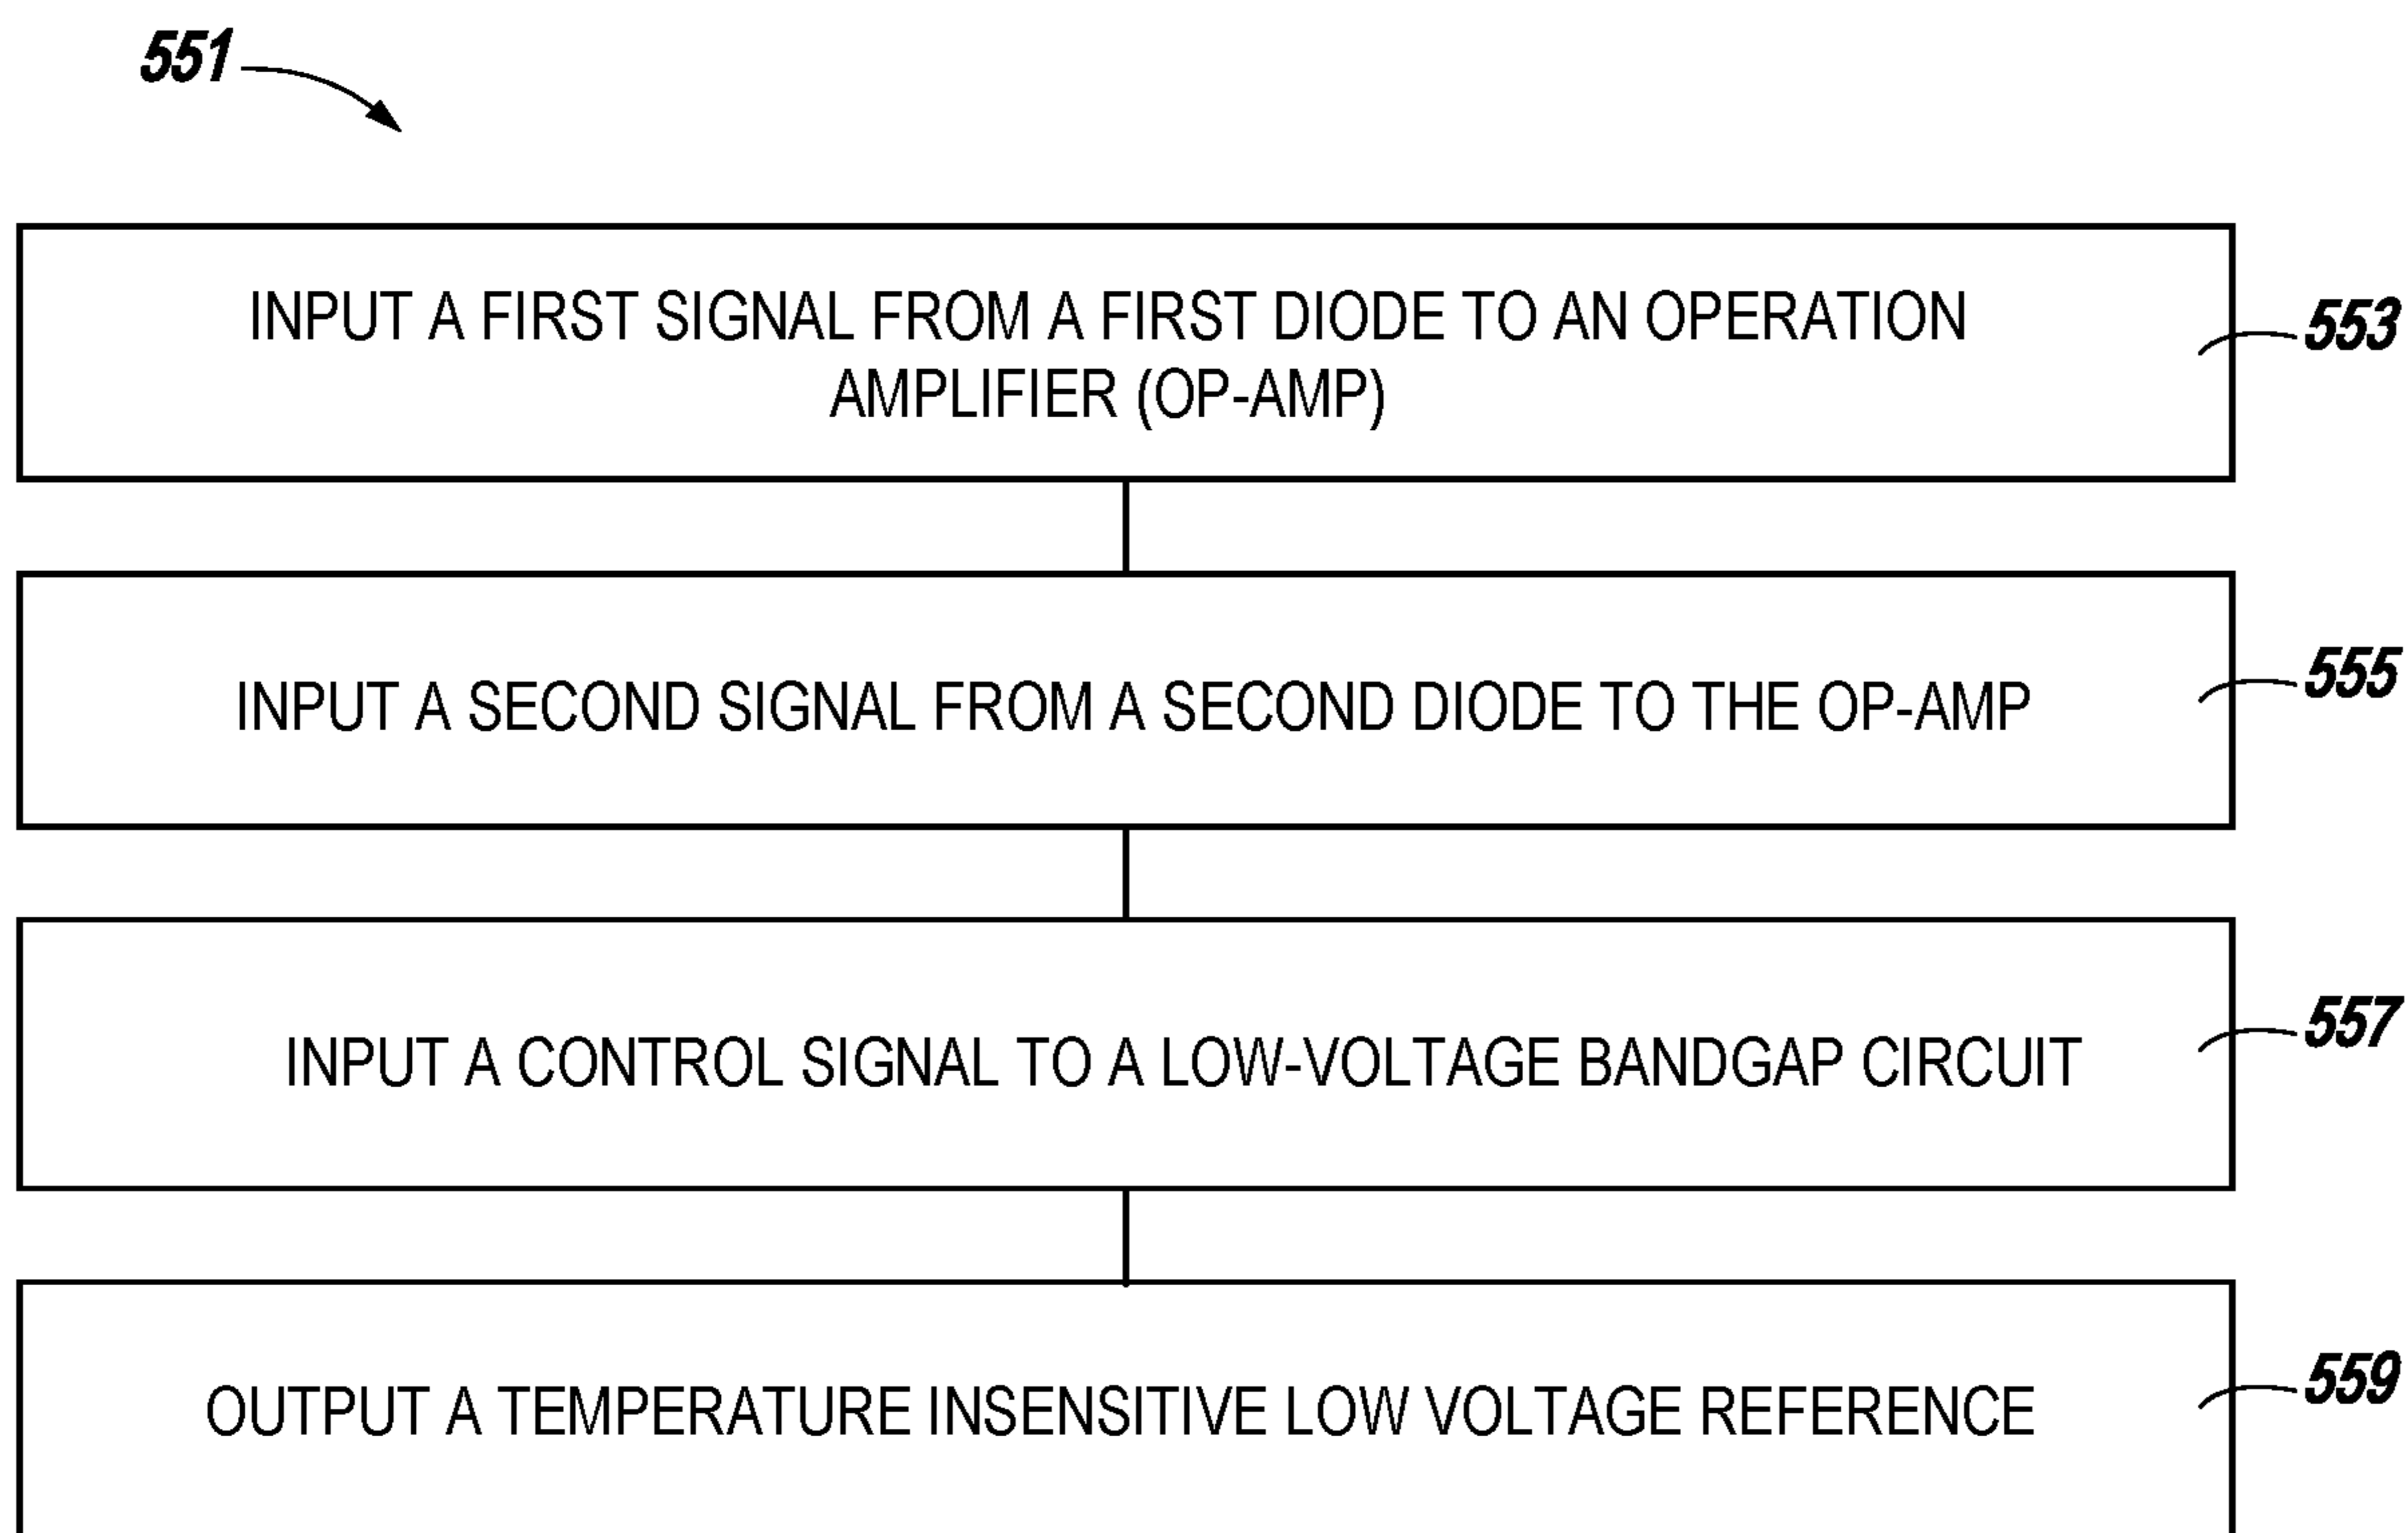 551
INPUT A FIRST SIGNAL FROM A FIRST DIODE TO AN OPERATION
AMPLIFIER (OP-AMP)
553
INPUT A SECOND SIGNAL FROM A SECOND DIODE TO THE OP-AMP
555
INPUT A CONTROL SIGNAL TO A LOW-VOLTAGE BANDGAP CIRCUIT
557
OUTPUT A TEMPERATURE INSENSITIVE LOW VOLTAGE REFERENCE
559